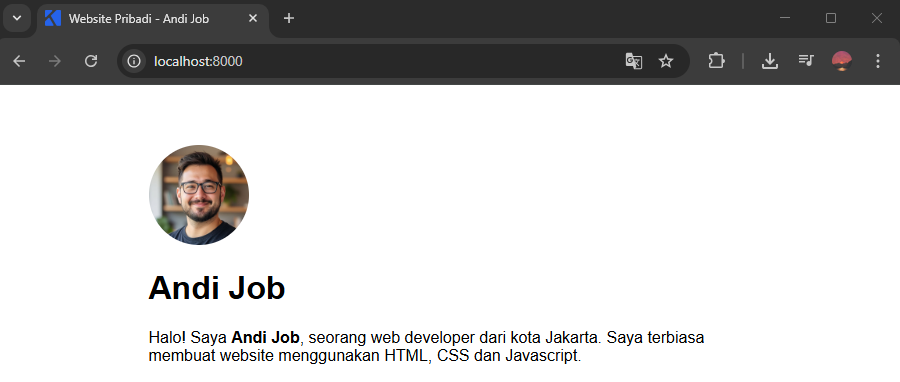 Website Pribadi - Andi Job
localhost:8000
Andi Job
Halo! Saya Andi Job, seorang web developer dari kota Jakarta. Saya terbiasa
membuat website menggunakan HTML, CSS dan Javascript.